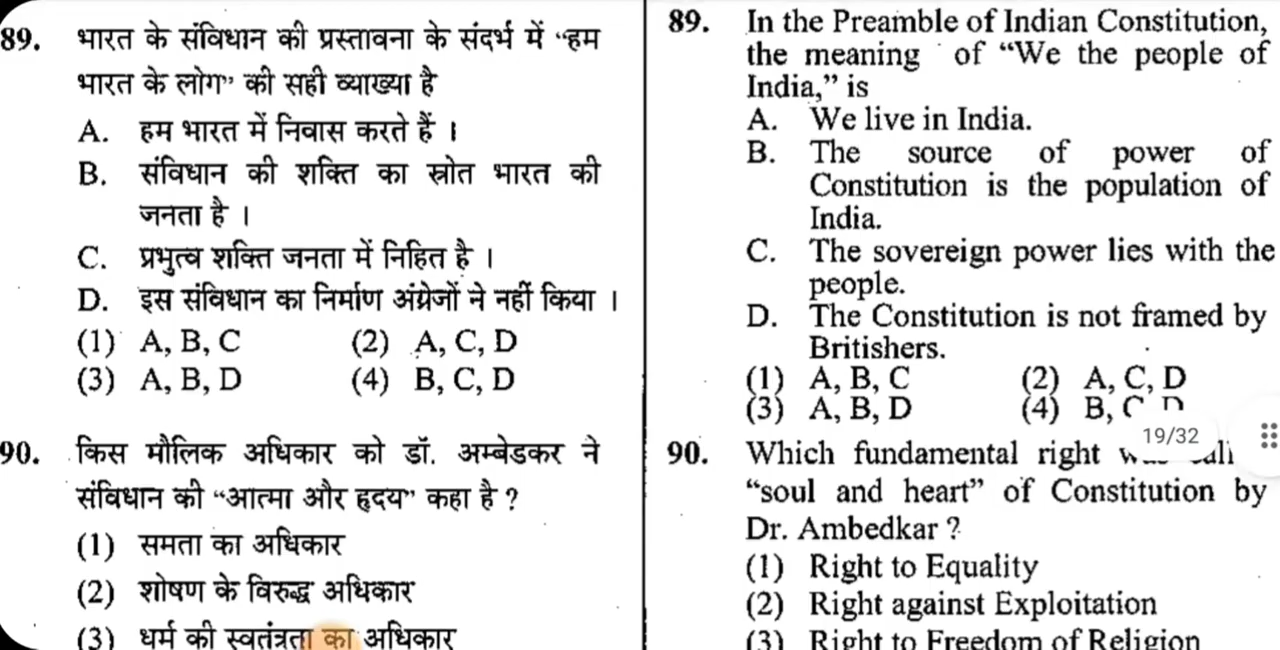 89. भारत के संविधान की प्रस्तावना के संदर्भ में “हम
भारत के लोग” की सही व्याख्या है
A. हम भारत में निवास करते हैं ।
B. संविधान की शक्ति का स्रोत भारत की
जनता है ।
C. प्रभुत्व शक्ति जनता में निहित है ।
D. इस संविधान का निर्माण अंग्रेजों ने नहीं किया ।
(1) A, B, C (2) A, C, D
(3) A, B, D (4) B, C, D
90. किस मौलिक अधिकार को डॉ. अम्बेडकर ने
संविधान की “आत्मा और हृदय” कहा है ?
(1) समता का अधिकार
(2) शोषण के विरुद्ध अधिकार
(3) धर्म की स्वतंत्रता का अधिकार
89. In the Preamble of Indian Constitution,
the meaning of “We the people of
India,” is
A. We live in India.
B. The source of power of
Constitution is the population of
India.
C. The sovereign power lies with the
people.
D. The Constitution is not framed by
Britishers.
(1) A, B, C (2) A, C, D
(3) A, B, D (4) B,
19/32
90. Which fundamental right
“soul and heart” of Constitution by
Dr. Ambedkar ?
(1) Right to Equality
(2) Right against Exploitation
(3) Right to Freedom of Religion